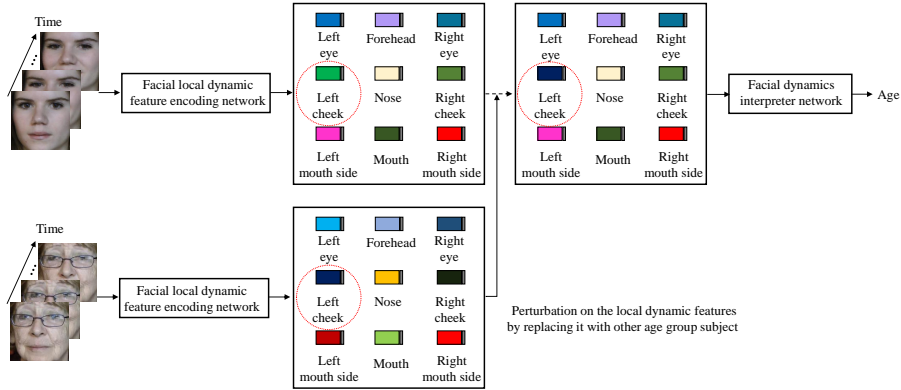 Time
Facial local dynamic
feature encoding network
Left
eye
Forehead
Right
eye
Left
cheek
Nose
Right
cheek
Left
mouth side
Mouth
Right
mouth side
Left
eye
Forehead
Right
eye
Left
cheek
Nose
Right
cheek
Left
mouth side
Mouth
Right
mouth side
Facial dynamics
interpreter network
Age
Time
Facial local dynamic
feature encoding network
Left
eye
Forehead
Right
eye
Left
cheek
Nose
Right
cheek
Left
mouth side
Mouth
Right
mouth side
Perturbation on the local dynamic features
by replacing it with other age group subject